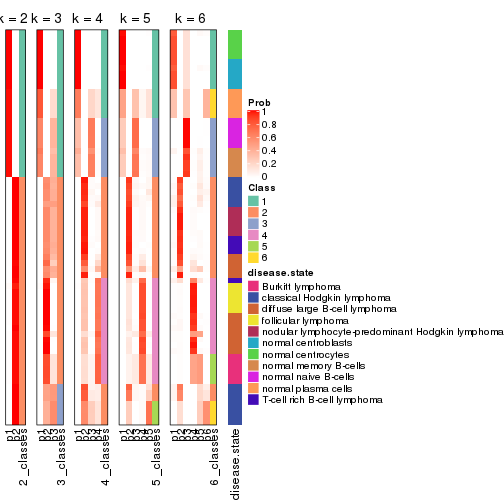 k = 2 k = 3 k = 4 k = 5 k = 6
Prob
1
0.8
0.6
0.4
0.2
0
Class
1
2
3
4
5
6
disease.state
Burkitt lymphoma
classical Hodgkin lymphoma
diffuse large B-cell lymphoma
follicular lymphoma
nodular lymphocyte-predominant Hodgkin lymphoma
normal centroblasts
normal centrocytes
normal memory B-cells
normal naive B-cells
normal plasma cells
T-cell rich B-cell lymphoma
p1
p2
2_classes
p1
p2
p3
3_classes
p1
p2
p3
p4
4_classes
p1
p2
p3
p4
p5
5_classes
p1
p2
p3
p4
p5
p6
6_classes
disease.state